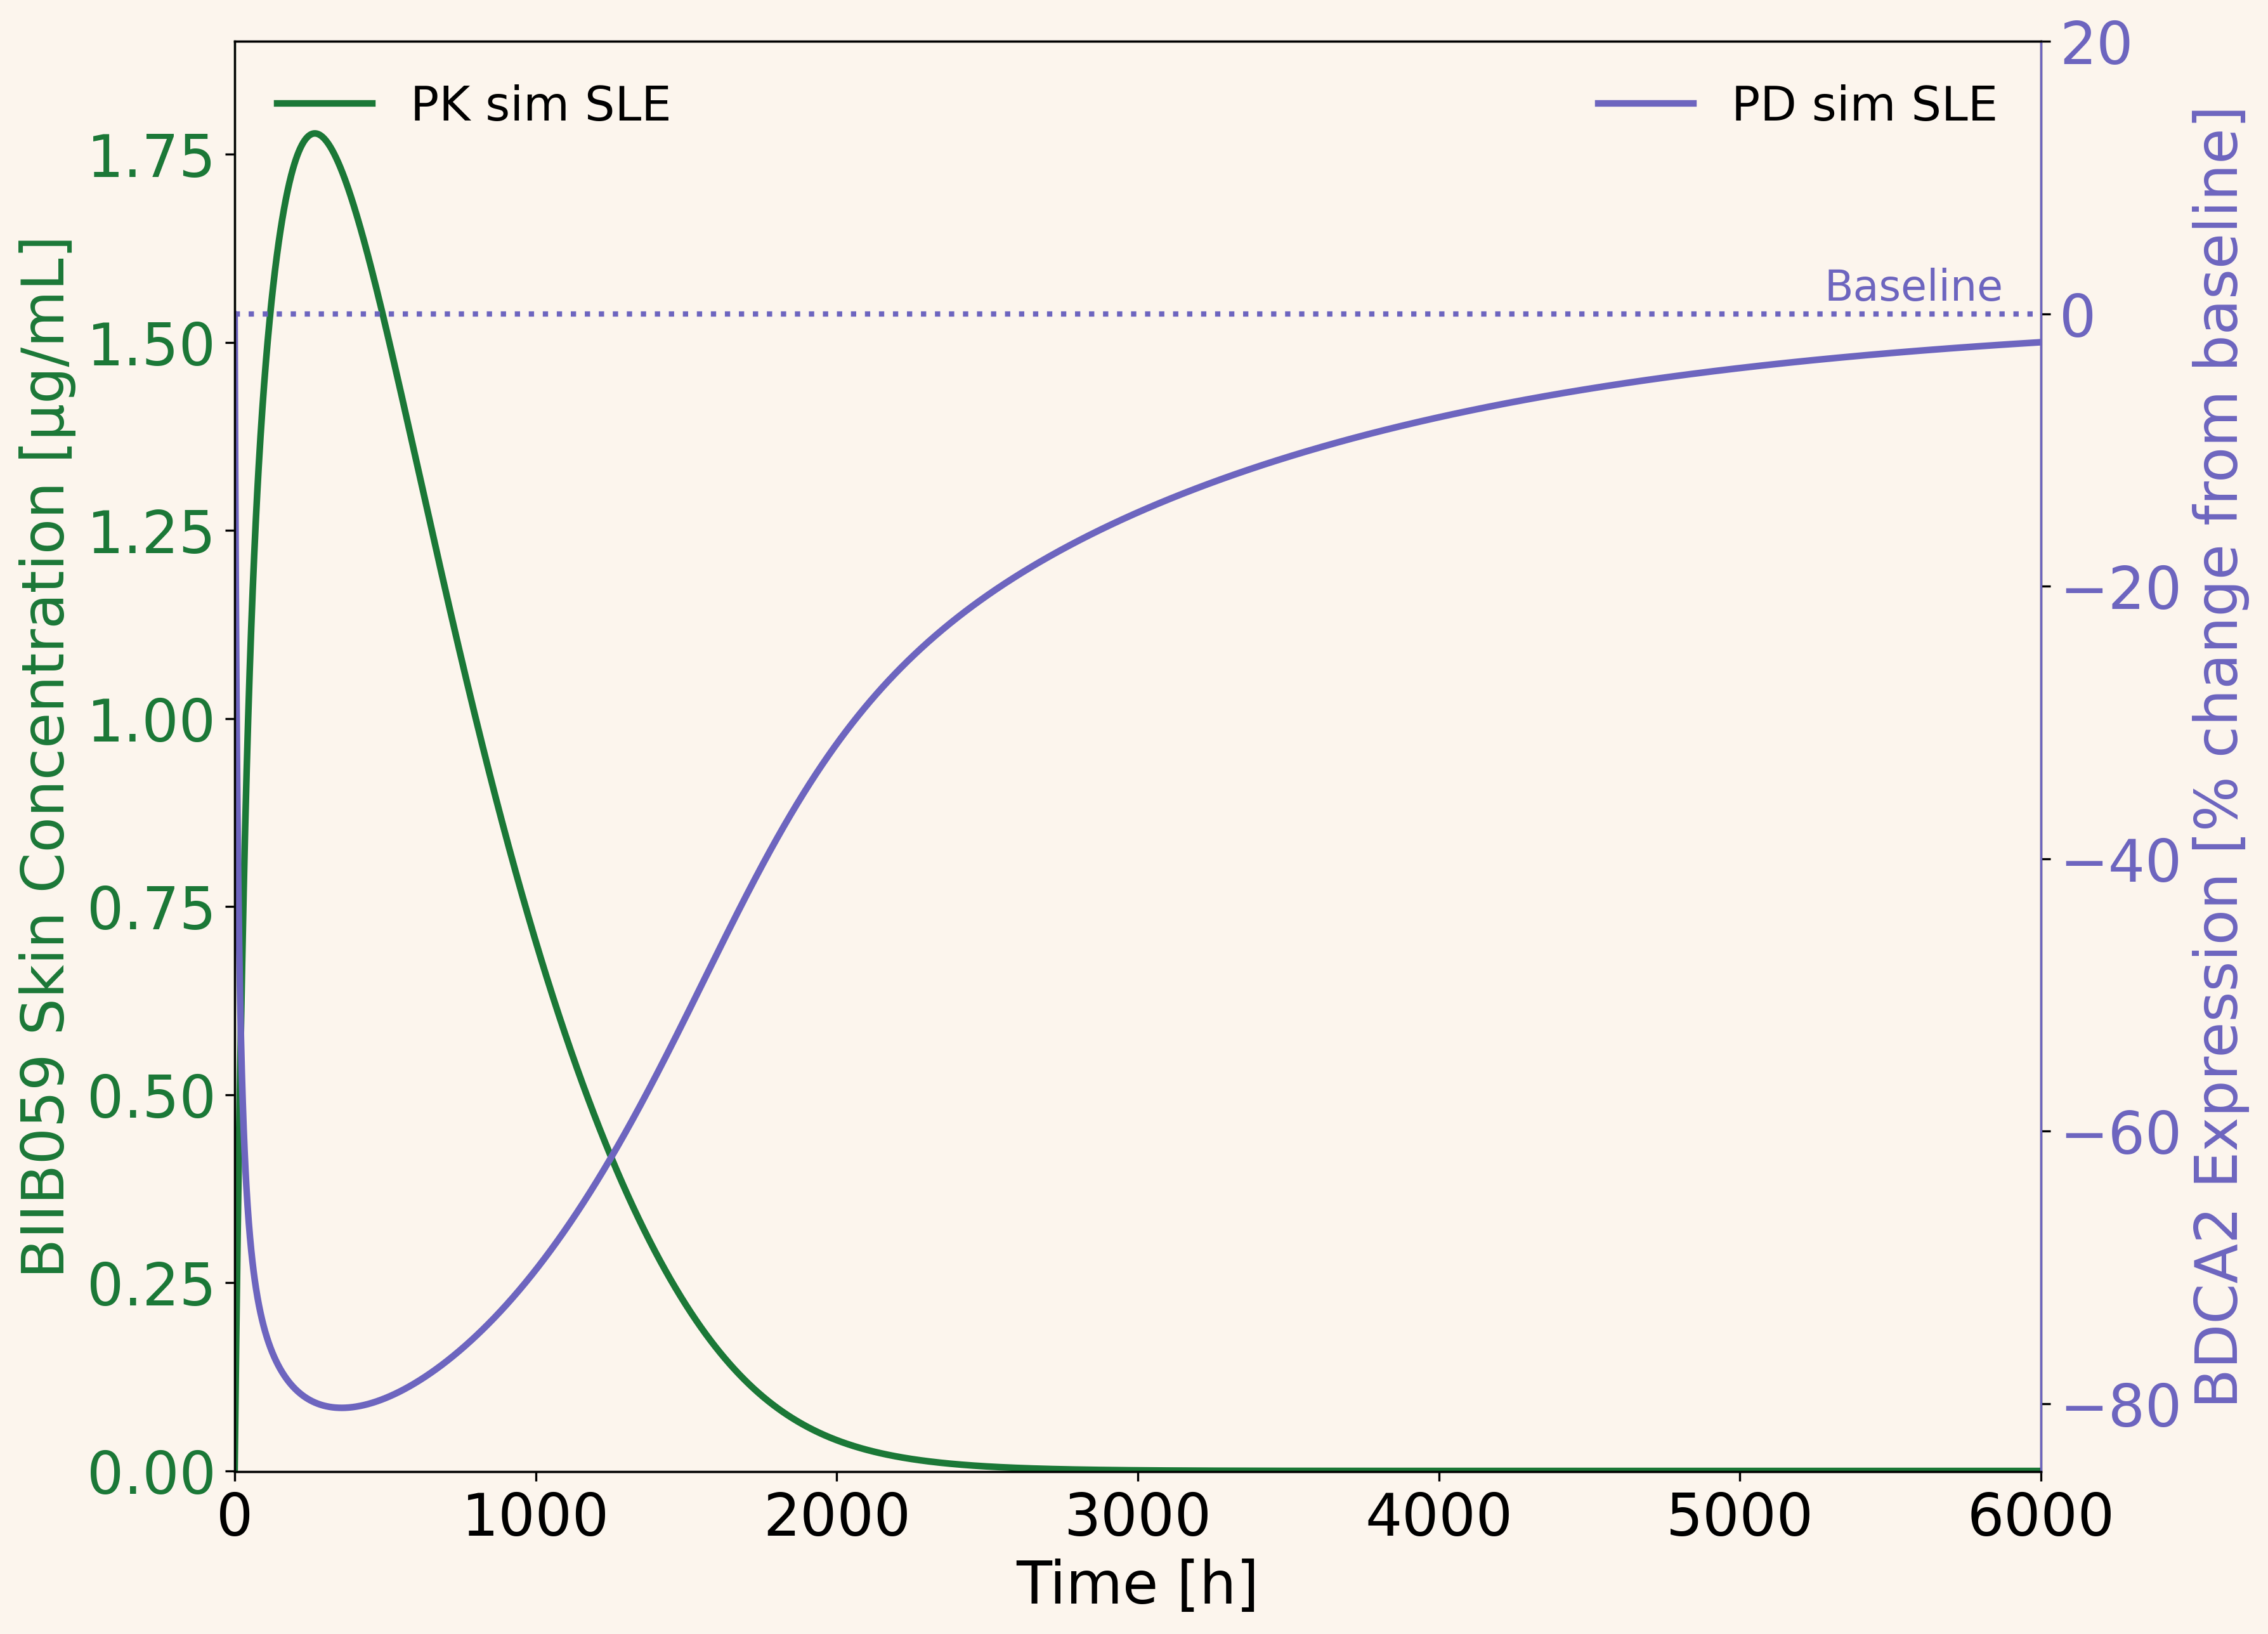 PK sim SLE
PD sim SLE
Baseline
BIIB059 Skin Concentration [µg/mL]
1.75
1.50
1.25
1.00
0.75
0.50
0.25
0.00
20
0
−20
−40
−60
−80
BDCA2 Expression [% change from baseline]
0 1000 2000 3000 4000 5000 6000
Time [h]